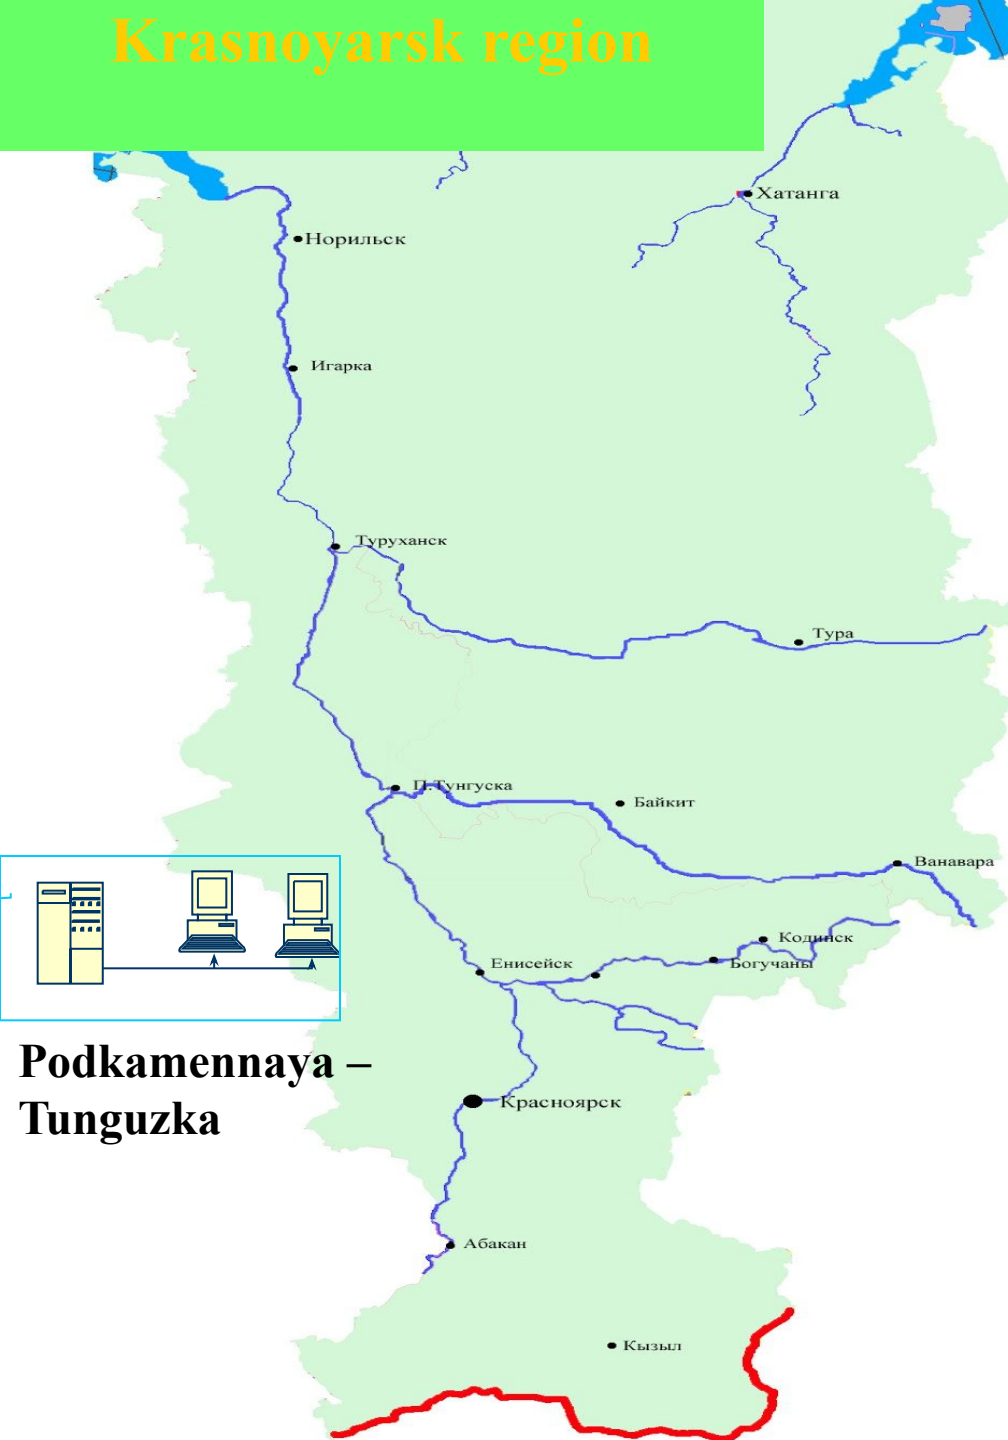 Krasnoyarsk region
Хатанга
Норильск
Игарка
Туруханск
Тура
П.Тунгуска
Байкит
Ванавара
Кодинск
Енисейск
Богучаны
Podkamennaya –
Tunguzka
Красноярск
Абакан
Кызыл